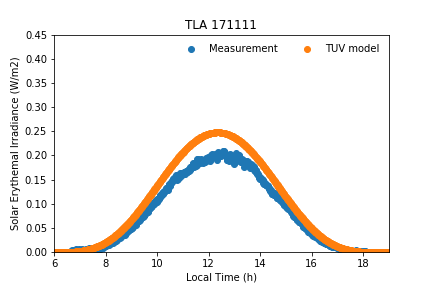 TLA 171111
Measurement
TUV model
Solar Erythemal Irradiance (W/m2)
0.45
0.40
0.35
0.30
0.25
0.20
0.15
0.10
0.05
0.00
6 8 10 12 14 16 18
Local Time (h)